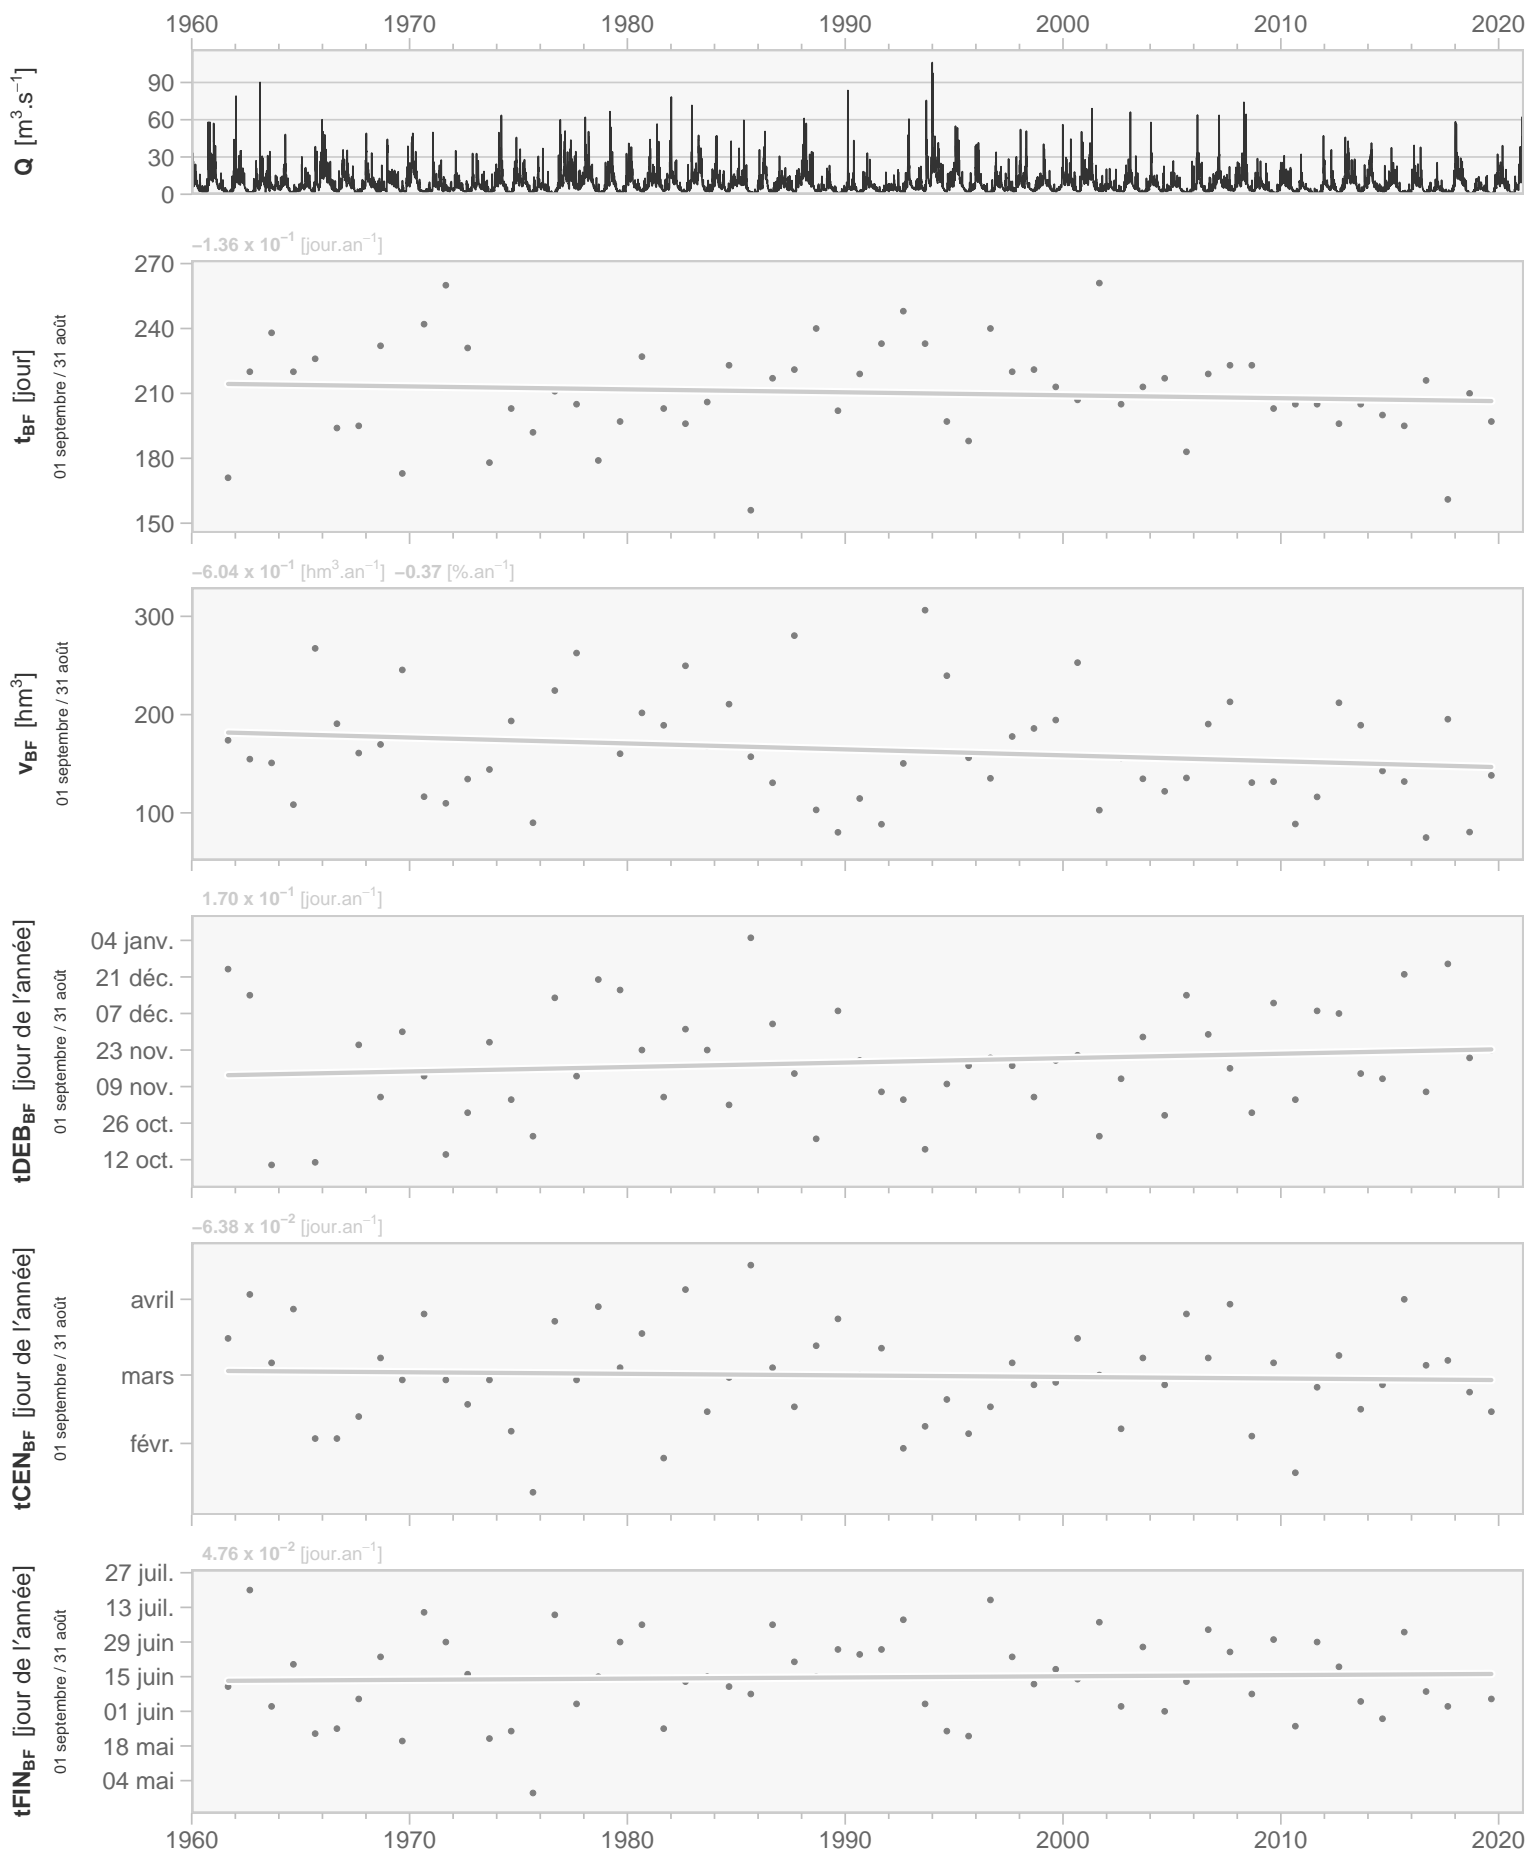 1960 1970 1980 1990 2000 2010 2020
Q [m³.s⁻¹]
90
60
30
0
−1.36 x 10⁻¹ [jour.an⁻¹]
tBF [jour]
01 septembre / 31 août
270
240
210
180
150
−6.04 x 10⁻¹ [hm³.an⁻¹] −0.37 [%.an⁻¹]
vBF [hm³]
01 septembre / 31 août
300
200
100
1.70 x 10⁻¹ [jour.an⁻¹]
tDEBBF [jour de l'année]
01 septembre / 31 août
04 janv.
21 déc.
07 déc.
23 nov.
09 nov.
26 oct.
12 oct.
−6.38 x 10⁻² [jour.an⁻¹]
tCENBF [jour de l'année]
01 septembre / 31 août
avril
mars
févr.
4.76 x 10⁻² [jour.an⁻¹]
tFINBF [jour de l'année]
01 septembre / 31 août
27 juil.
13 juil.
29 juin
15 juin
01 juin
18 mai
04 mai
1960 1970 1980 1990 2000 2010 2020